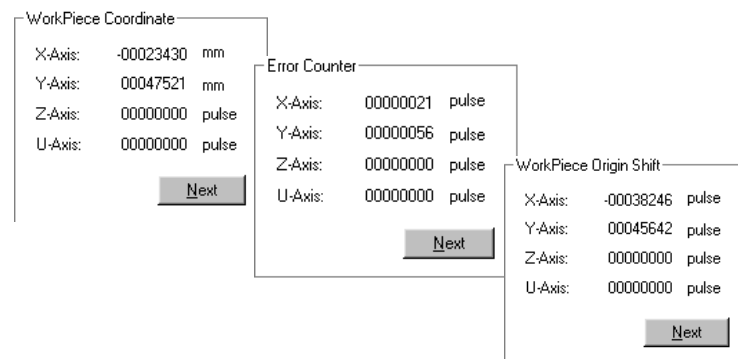 WorkPiece Coordinate
X-Axis: -00023430 mm
Y-Axis: 00047521 mm
Z-Axis: 00000000 pulse
U-Axis: 00000000 pulse
Next
Error Counter
X-Axis: 00000021 pulse
Y-Axis: 00000056 pulse
Z-Axis: 00000000 pulse
U-Axis: 00000000 pulse
Next
WorkPiece Origin Shift
X-Axis: -00038246 pulse
Y-Axis: 00045642 pulse
Z-Axis: 00000000 pulse
U-Axis: 00000000 pulse
Next